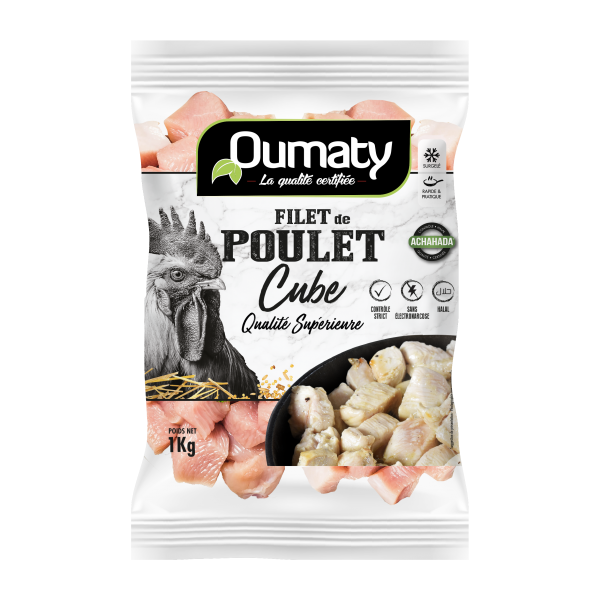 Oumaty
La qualité certifiée
SURGELÉ
RAPIDE &
PRATIQUE
FILET de
POULET
Cube
Qualité Supérieure
ACHAHADA
CONTRÔLE
STRICT
SANS
ÉLECTRONARCOSE
حلال
HALAL
POIDS NET
1Kg